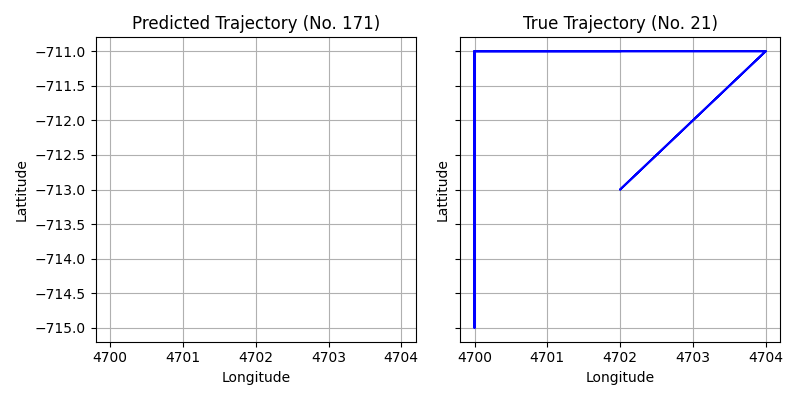 Predicted Trajectory (No. 171)
True Trajectory (No. 21)
−711.0
−711.5
−712.0
−712.5
−713.0
−713.5
−714.0
−714.5
−715.0
Lattitude
Lattitude
4700 4701 4702 4703 4704
4700 4701 4702 4703 4704
Longitude
Longitude